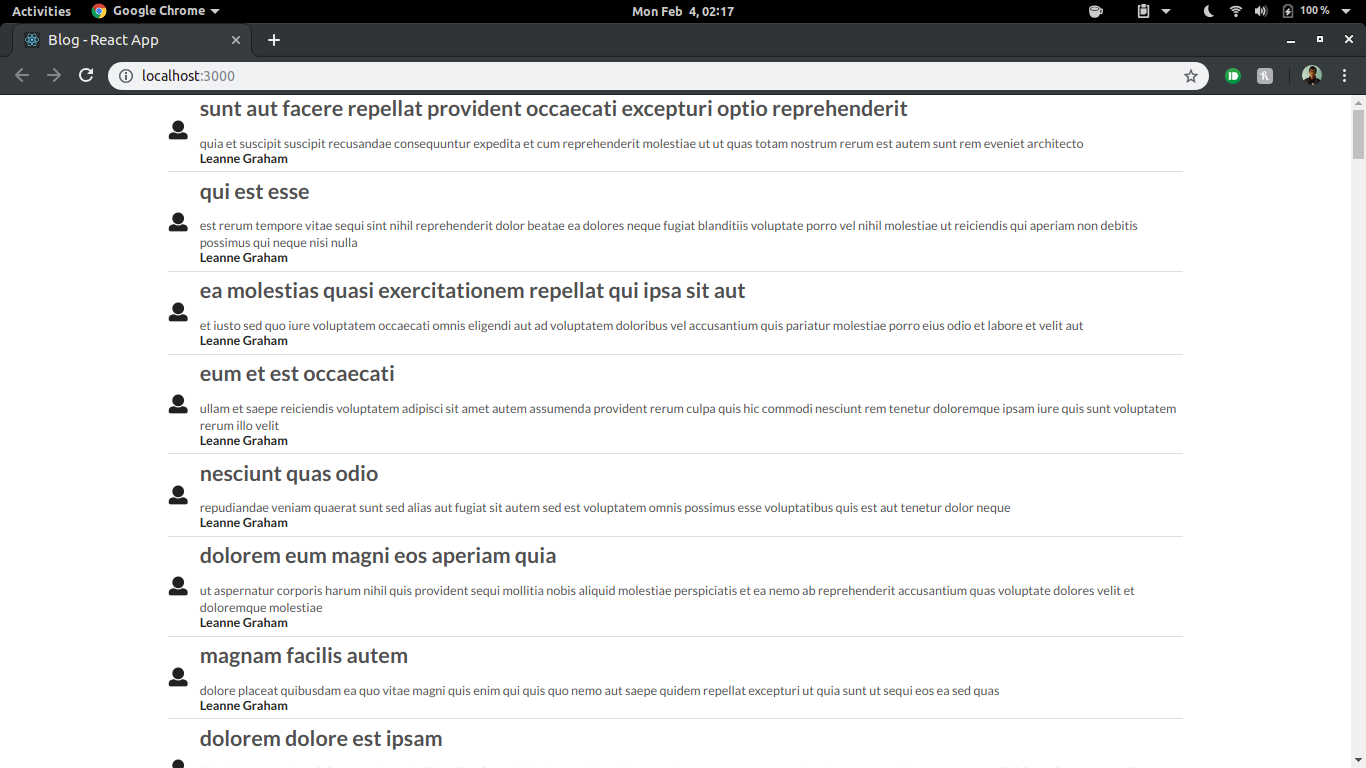 Activities Google Chrome Mon Feb 4, 02:17 100 %
Blog - React App
localhost:3000
sunt aut facere repellat provident occaecati excepturi optio reprehenderit
quia et suscipit suscipit recusandae consequuntur expedita et cum reprehenderit molestiae ut ut quas totam nostrum rerum est autem sunt rem eveniet architecto
Leanne Graham
qui est esse
est rerum tempore vitae sequi sint nihil reprehenderit dolor beatae ea dolores neque fugiat blanditiis voluptate porro vel nihil molestiae ut reiciendis qui aperiam non debitis
possimus qui neque nisi nulla
Leanne Graham
ea molestias quasi exercitationem repellat qui ipsa sit aut
et iusto sed quo iure voluptatem occaecati omnis eligendi aut ad voluptatem doloribus vel accusantium quis pariatur molestiae porro eius odio et labore et velit aut
Leanne Graham
eum et est occaecati
ullam et saepe reiciendis voluptatem adipisci sit amet autem assumenda provident rerum culpa quis hic commodi nesciunt rem tenetur doloremque ipsam iure quis sunt voluptatem
rerum illo velit
Leanne Graham
nesciunt quas odio
repudiandae veniam quaerat sunt sed alias aut fugiat sit autem sed est voluptatem omnis possimus esse voluptatibus quis est aut tenetur dolor neque
Leanne Graham
dolorem eum magni eos aperiam quia
ut aspernatur corporis harum nihil quis provident sequi mollitia nobis aliquid molestiae perspiciatis et ea nemo ab reprehenderit accusantium quas voluptate dolores velit et
doloremque molestiae
Leanne Graham
magnam facilis autem
dolore placeat quibusdam ea quo vitae magni quis enim qui quis quo nemo aut saepe quidem repellat excepturi ut quia sunt ut sequi eos ea sed quas
Leanne Graham
dolorem dolore est ipsam